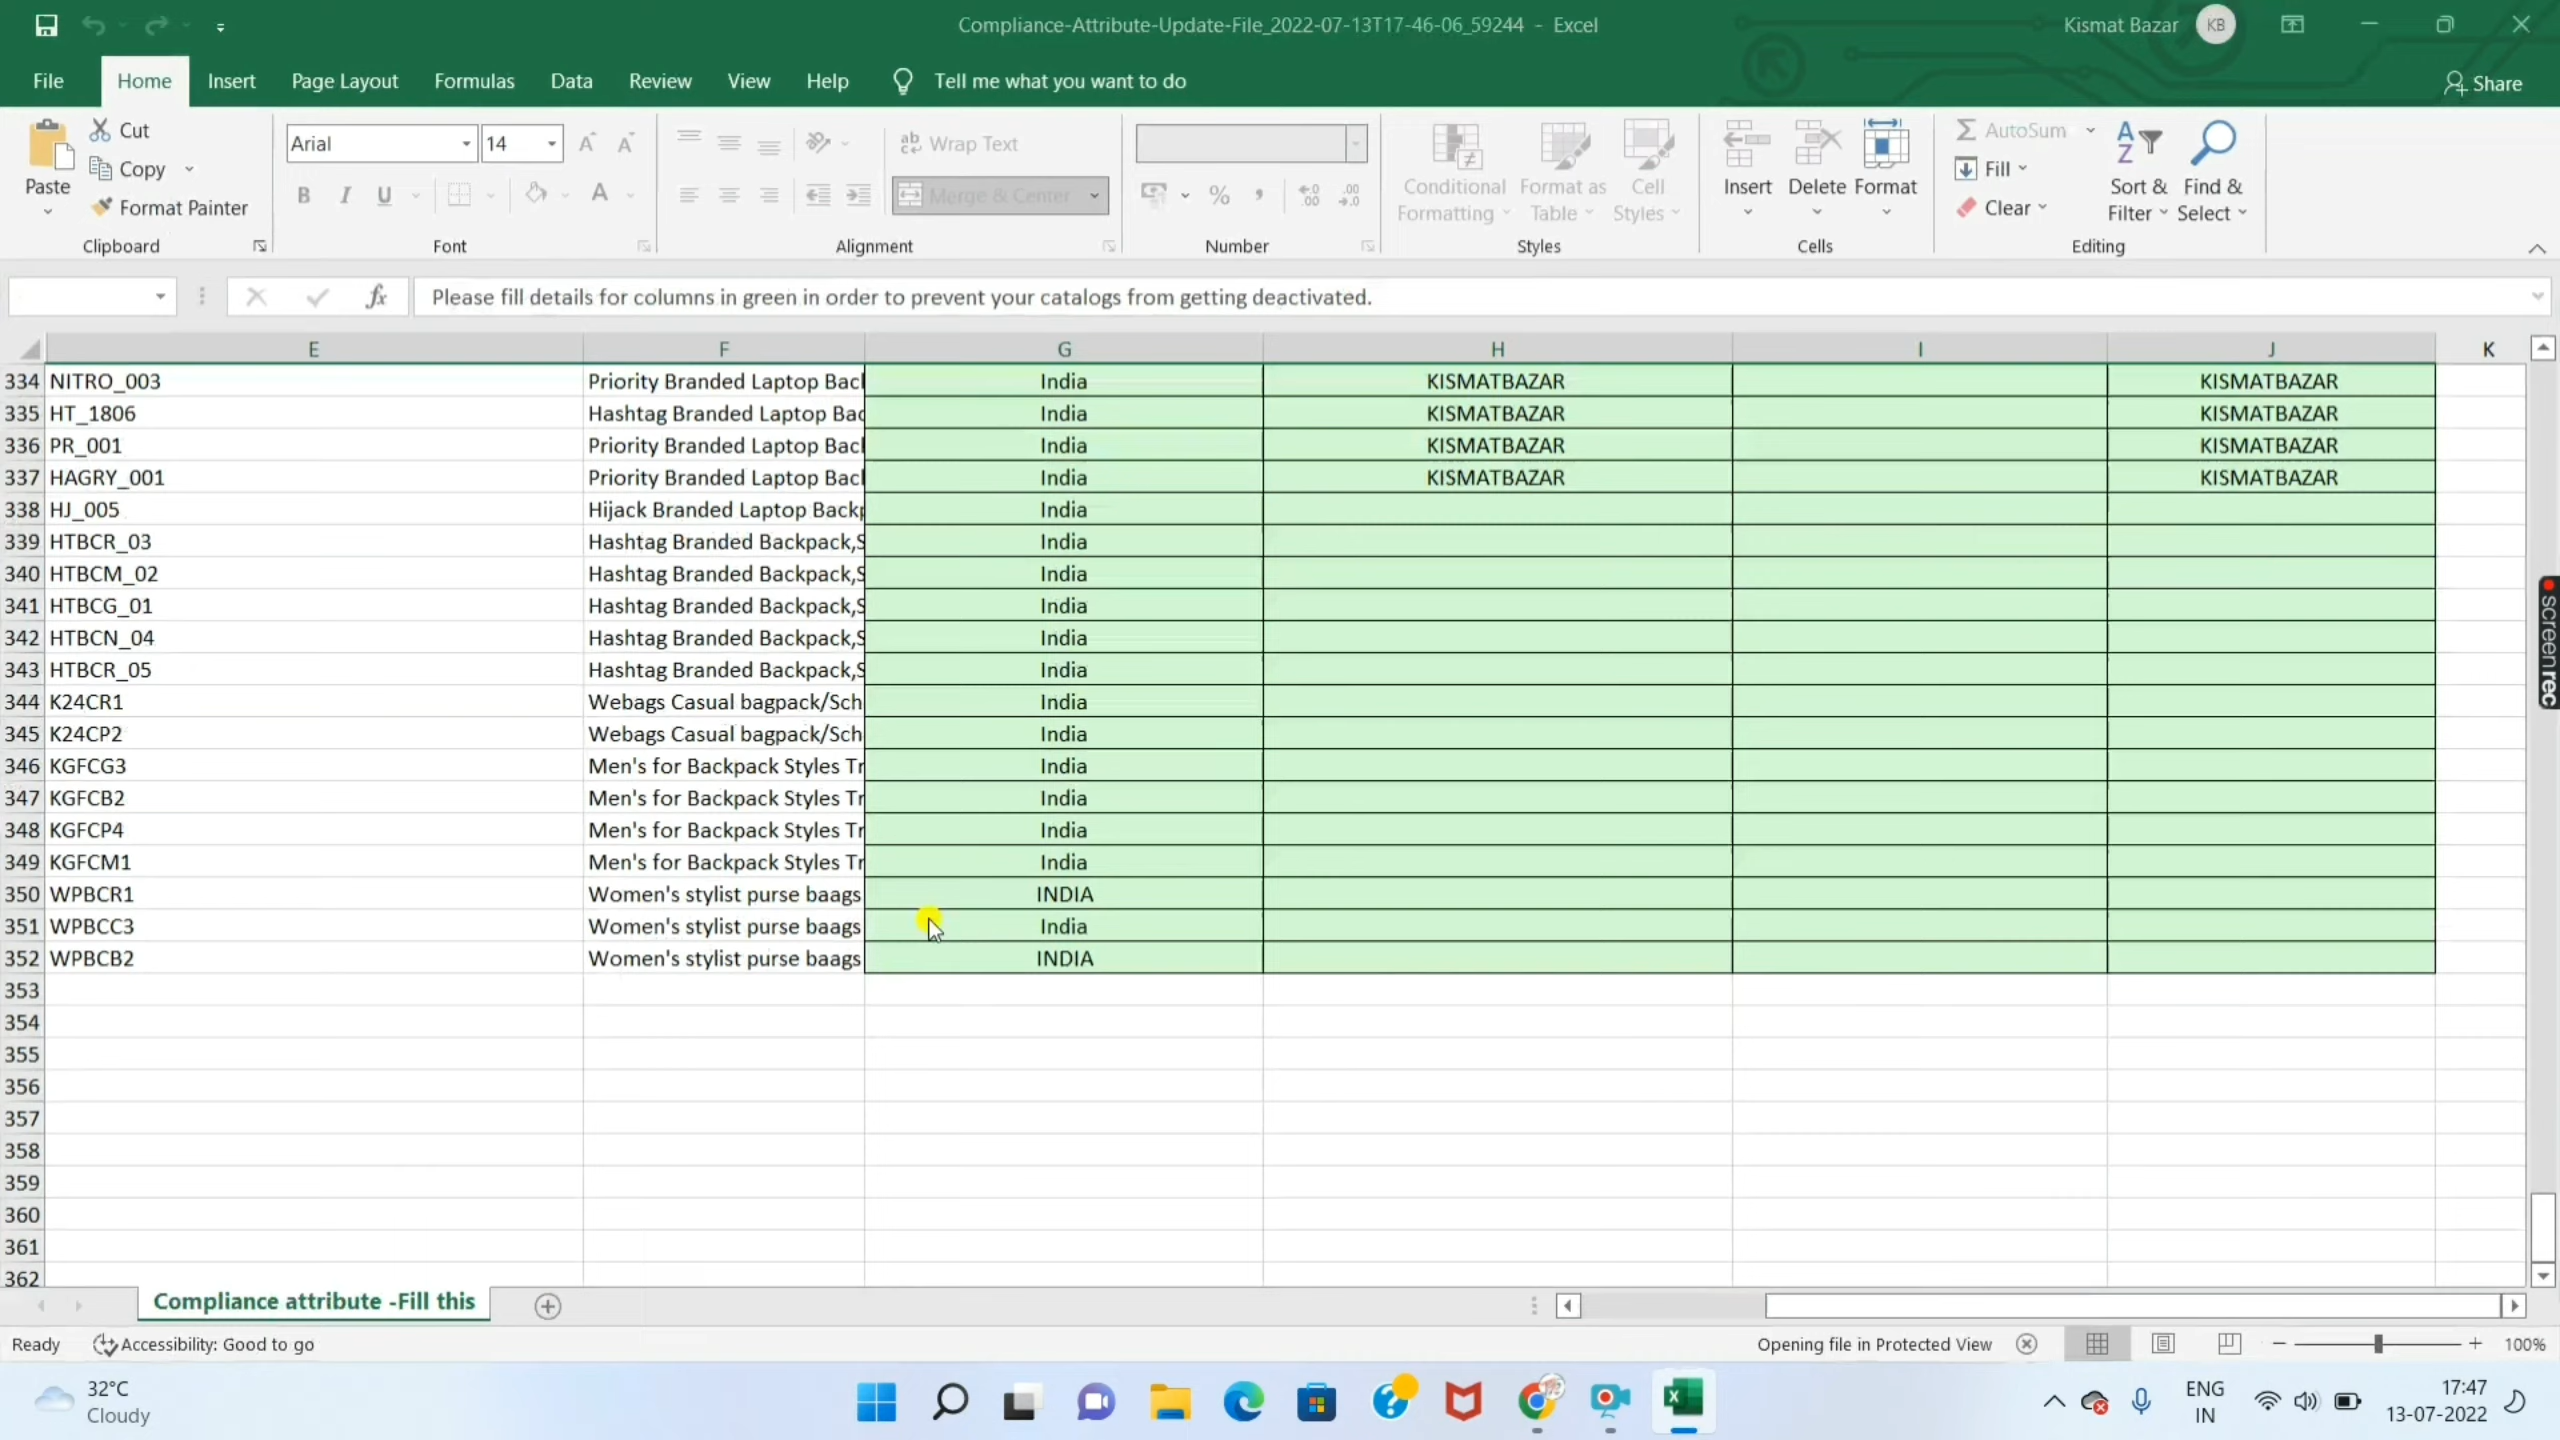 Compliance-Attribute-Update-File_2022-07-13T17-46-06_59244 - Excel
Kismat Bazar
KB
File Home Insert Page Layout Formulas Data Review View Help Tell me what you want to do
Share
Paste
Cut
Copy
Format Painter
Clipboard
Arial 14
B I U A
Font
Wrap Text
Merge & Center
Alignment
%
Number
Conditional Formatting
Format as Table
Cell Styles
Styles
Insert Delete Format
Cells
AutoSum
Fill
Clear
Sort & Filter
Find & Select
Editing
fx Please fill details for columns in green in order to prevent your catalogs from getting deactivated.
E F G H I J K
334 NITRO_003 Priority Branded Laptop Bac India KISMATBAZAR KISMATBAZAR
335 HT_1806 Hashtag Branded Laptop Bac India KISMATBAZAR KISMATBAZAR
336 PR_001 Priority Branded Laptop Bac India KISMATBAZAR KISMATBAZAR
337 HAGRY_001 Priority Branded Laptop Bac India KISMATBAZAR KISMATBAZAR
338 HJ_005 Hijack Branded Laptop Back India
339 HTBCR_03 Hashtag Branded Backpack,S India
340 HTBCM_02 Hashtag Branded Backpack,S India
341 HTBCG_01 Hashtag Branded Backpack,S India
342 HTBCN_04 Hashtag Branded Backpack,S India
343 HTBCR_05 Hashtag Branded Backpack,S India
344 K24CR1 Webags Casual bagpack/Sch India
345 K24CP2 Webags Casual bagpack/Sch India
346 KGFCG3 Men's for Backpack Styles Tr India
347 KGFCB2 Men's for Backpack Styles Tr India
348 KGFCP4 Men's for Backpack Styles Tr India
349 KGFCM1 Men's for Backpack Styles Tr India
350 WPBCR1 Women's stylist purse baags INDIA
351 WPBCC3 Women's stylist purse baags India
352 WPBCB2 Women's stylist purse baags INDIA
353
354
355
356
357
358
359
360
361
362
Compliance attribute -Fill this
Ready Accessibility: Good to go Opening file in Protected View 100%
screenrec
32°C
Cloudy
ENG
IN
17:47
13-07-2022